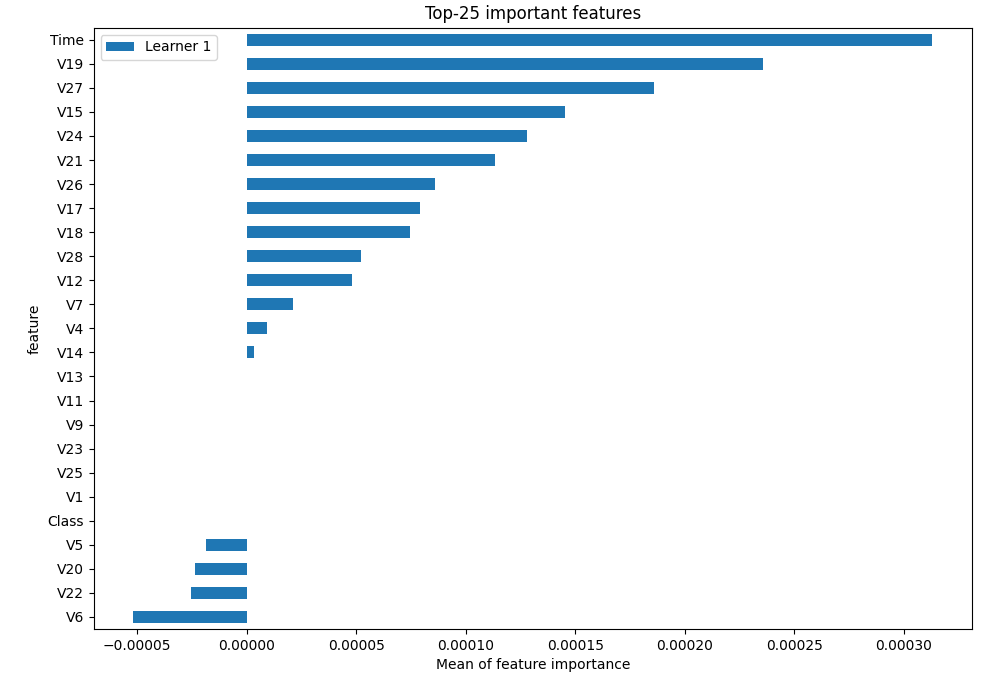 Top-25 important features
Learner 1
Time
V19
V27
V15
V24
V21
V26
V17
V18
V28
V12
V7
V4
V14
V13
V11
V9
V23
V25
V1
Class
V5
V20
V22
V6
feature
−0.00005 0.00000 0.00005 0.00010 0.00015 0.00020 0.00025 0.00030
Mean of feature importance